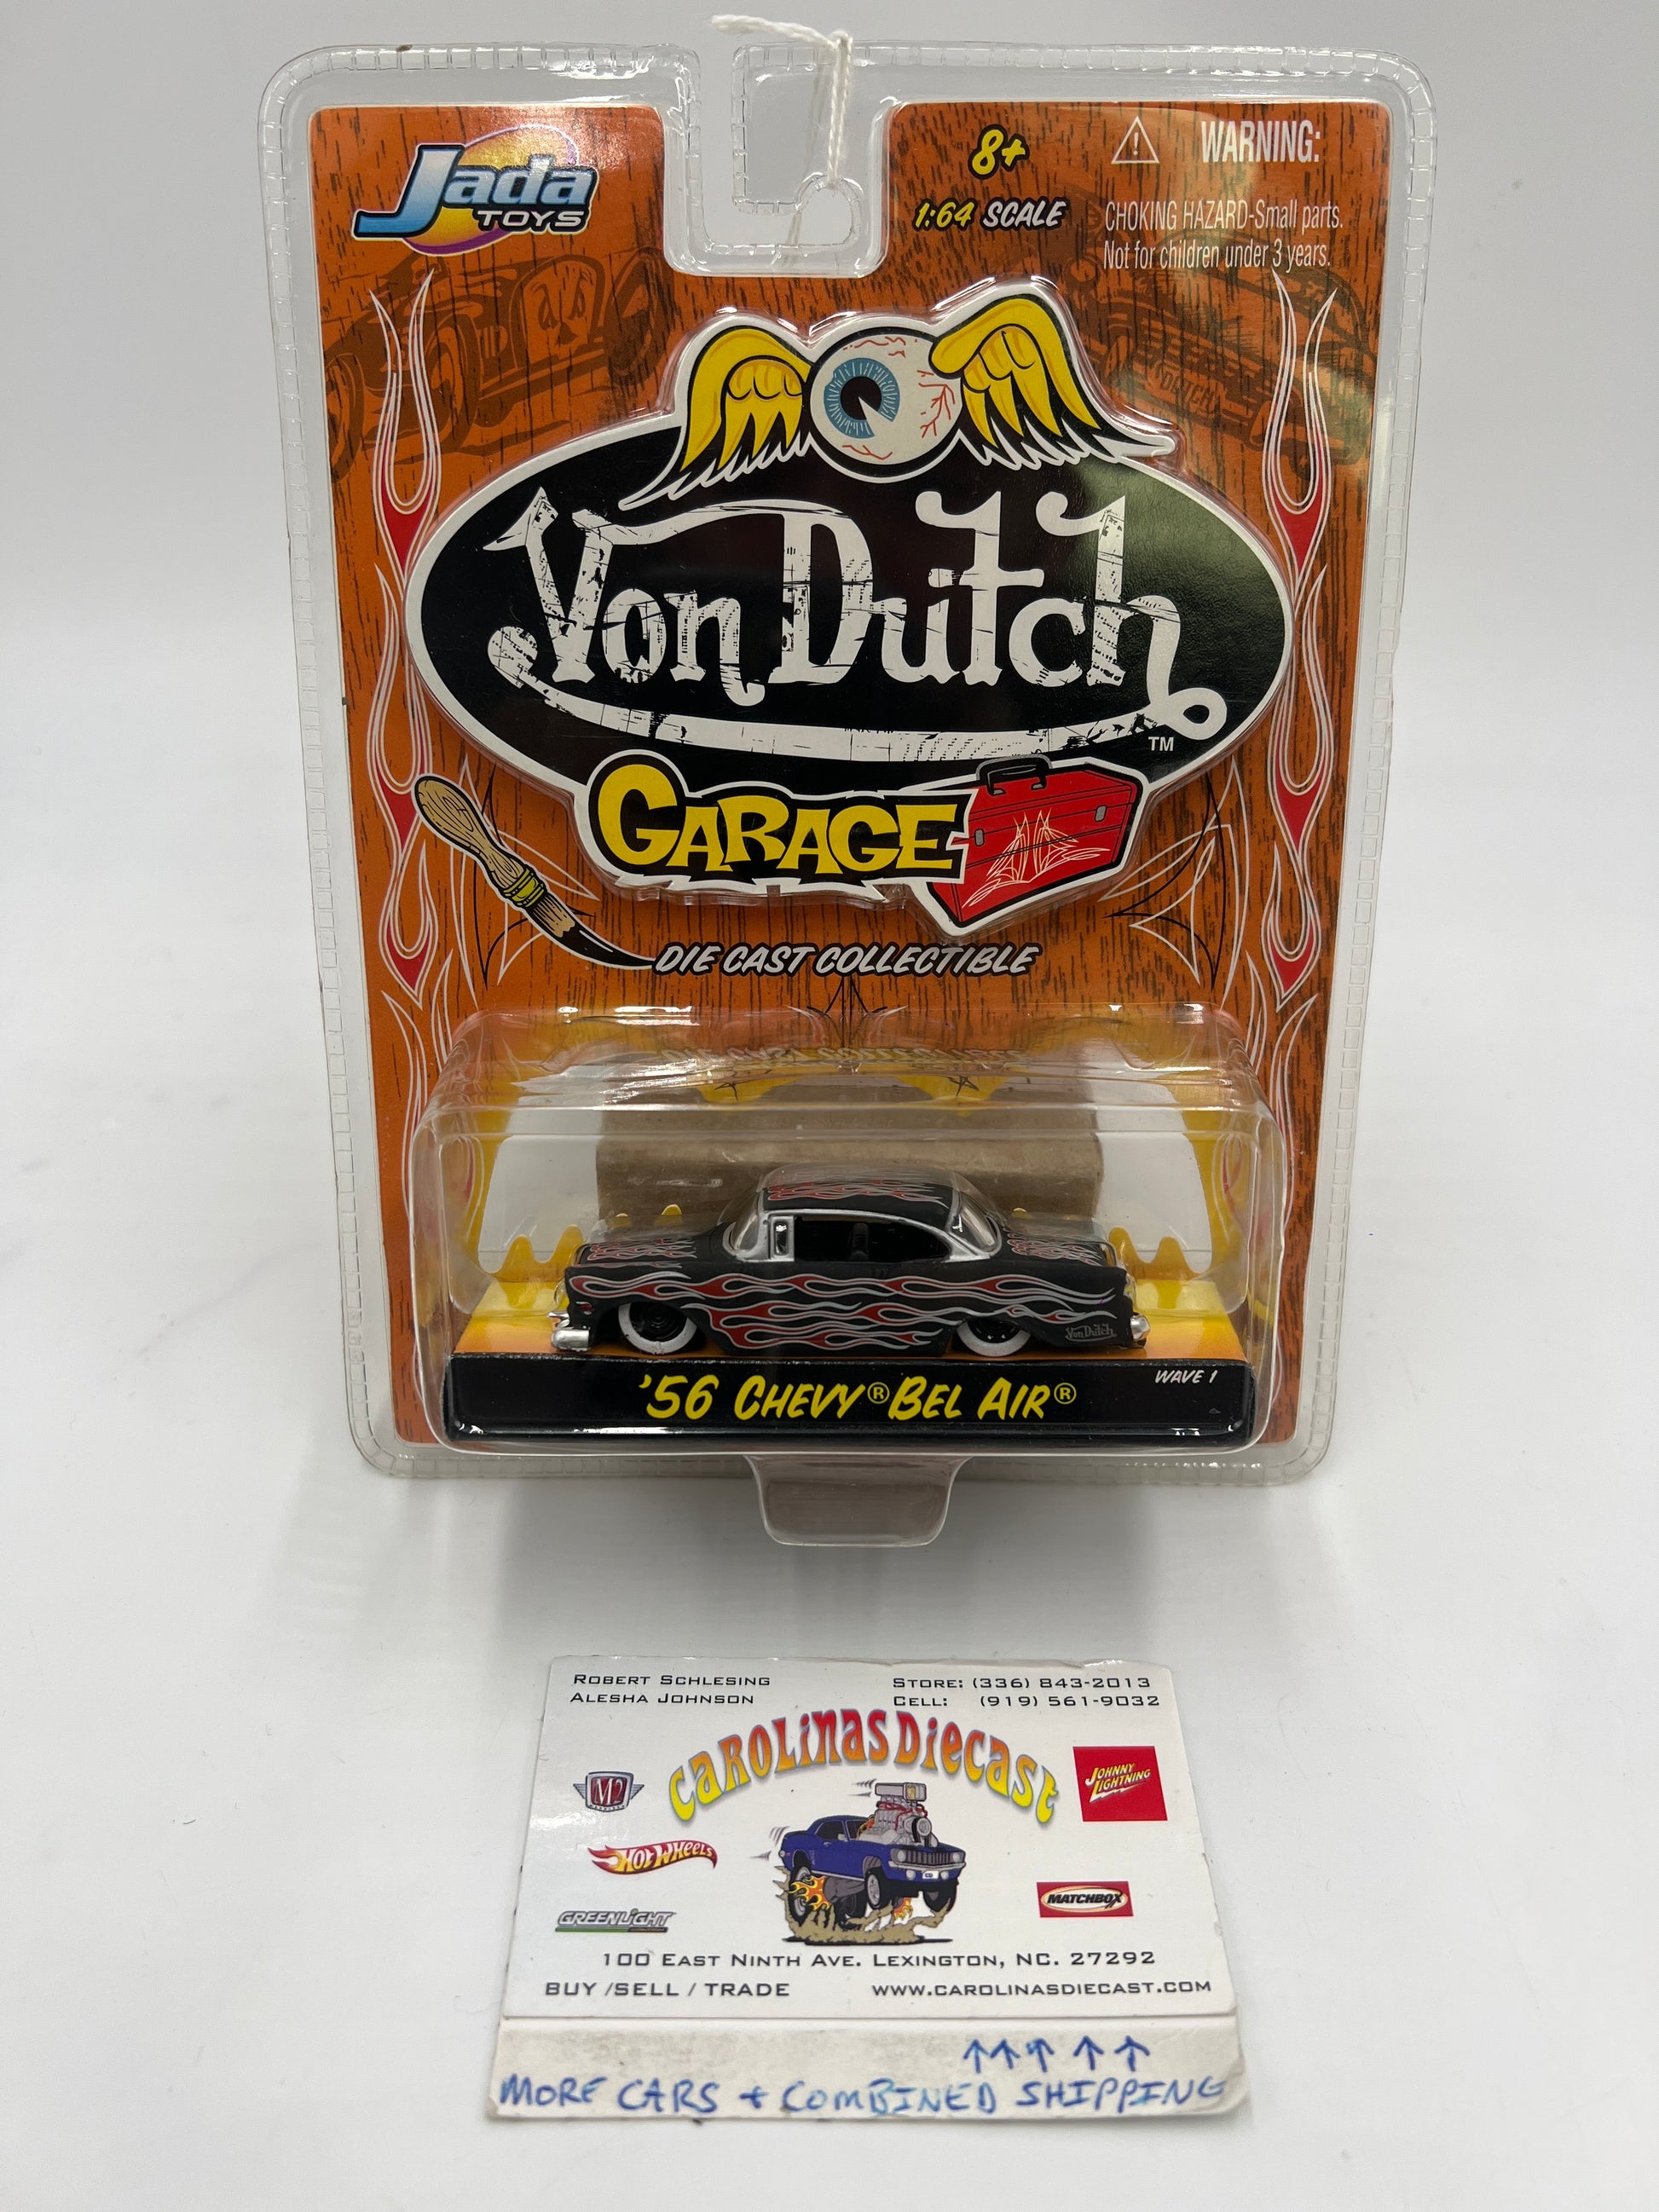 Jada
TOYS
8+
1:64 SCALE
WARNING:
CHOKING HAZARD-Small parts.
Not for children under 3 years.
Von Dutch
TM
GARAGE
DIE CAST COLLECTIBLE
Von Dutch
WAVE 1
'56 CHEVY® BEL AIR®
ROBERT SCHLESING
ALESHA JOHNSON
STORE: (336) 843-2013
CELL: (919) 561-9032
CAROLINAS DIECAST
M2
JOHNNY LIGHTNING
HOT WHEELS
MATCHBOX
GREENLIGHT
100 EAST NINTH AVE. LEXINGTON, NC. 27292
BUY /SELL / TRADE
WWW.CAROLINASDIECAST.COM
↑↑↑↑↑
MORE CARS + COMBINED SHIPPING